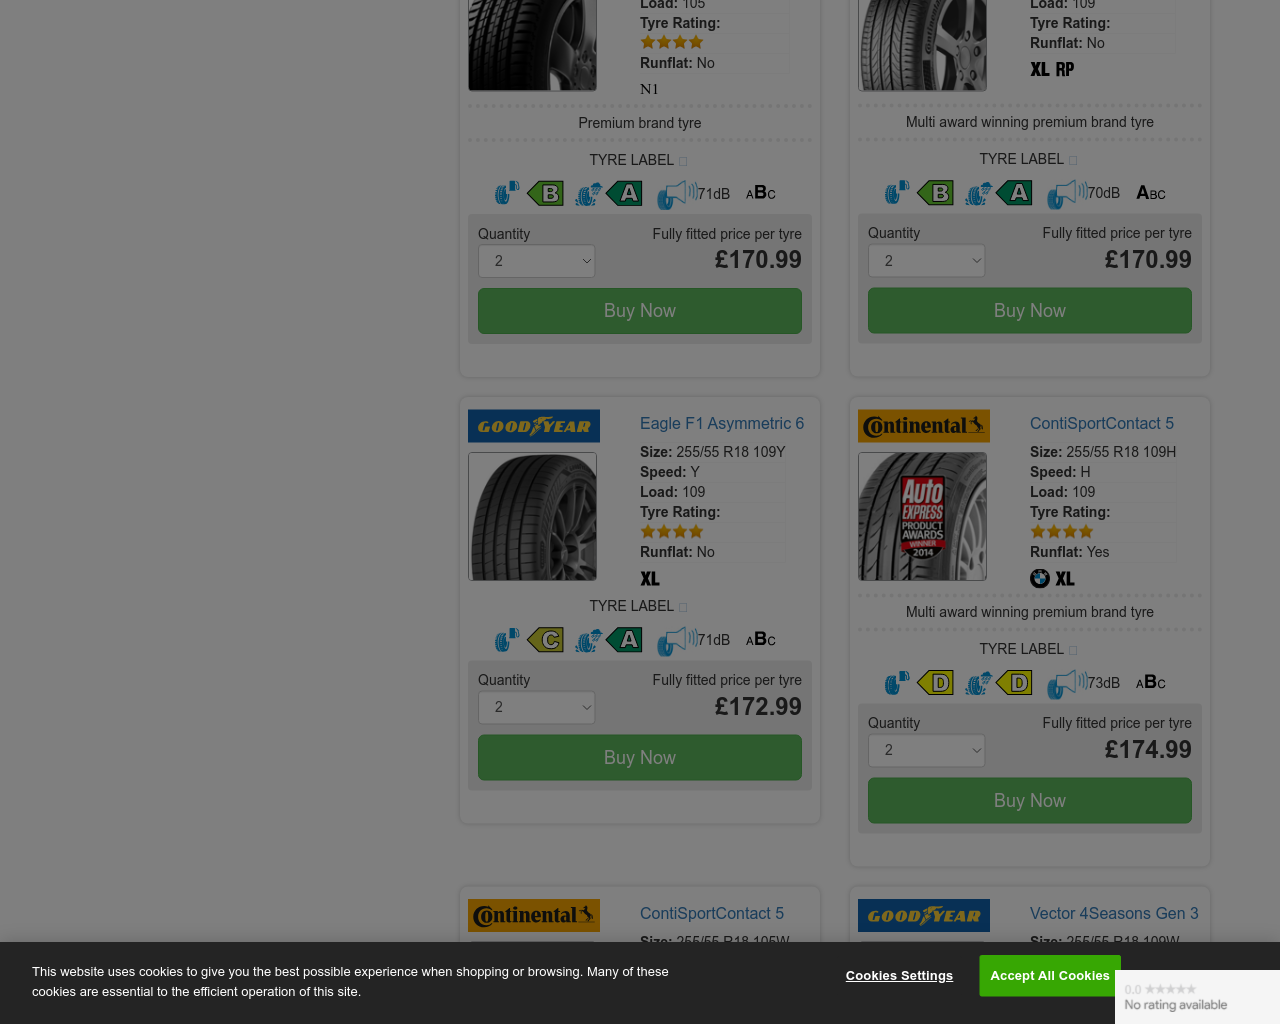 Load: 105
Tyre Rating:
Runflat: No
N1
Premium brand tyre
TYRE LABEL
B A 71dB ABC
Quantity
Fully fitted price per tyre
2
£170.99
Buy Now
Load: 109
Tyre Rating:
Runflat: No
XL RP
Multi award winning premium brand tyre
TYRE LABEL
B A 70dB ABC
Quantity
Fully fitted price per tyre
2
£170.99
Buy Now
GOODYEAR
Eagle F1 Asymmetric 6
Size: 255/55 R18 109Y
Speed: Y
Load: 109
Tyre Rating:
Runflat: No
XL
TYRE LABEL
C A 71dB ABC
Quantity
Fully fitted price per tyre
2
£172.99
Buy Now
Continental
ContiSportContact 5
Size: 255/55 R18 109H
Speed: H
Load: 109
Tyre Rating:
Runflat: Yes
Auto
EXPRESS
PRODUCT
AWARDS
WINNER
2014
XL
Multi award winning premium brand tyre
TYRE LABEL
D D 73dB ABC
Quantity
Fully fitted price per tyre
2
£174.99
Buy Now
Continental
ContiSportContact 5
Size: 255/55 R18 105W
GOODYEAR
Vector 4Seasons Gen 3
Size: 255/55 R18 109W
This website uses cookies to give you the best possible experience when shopping or browsing. Many of these
cookies are essential to the efficient operation of this site.
Cookies Settings
Accept All Cookies
0.0
No rating available